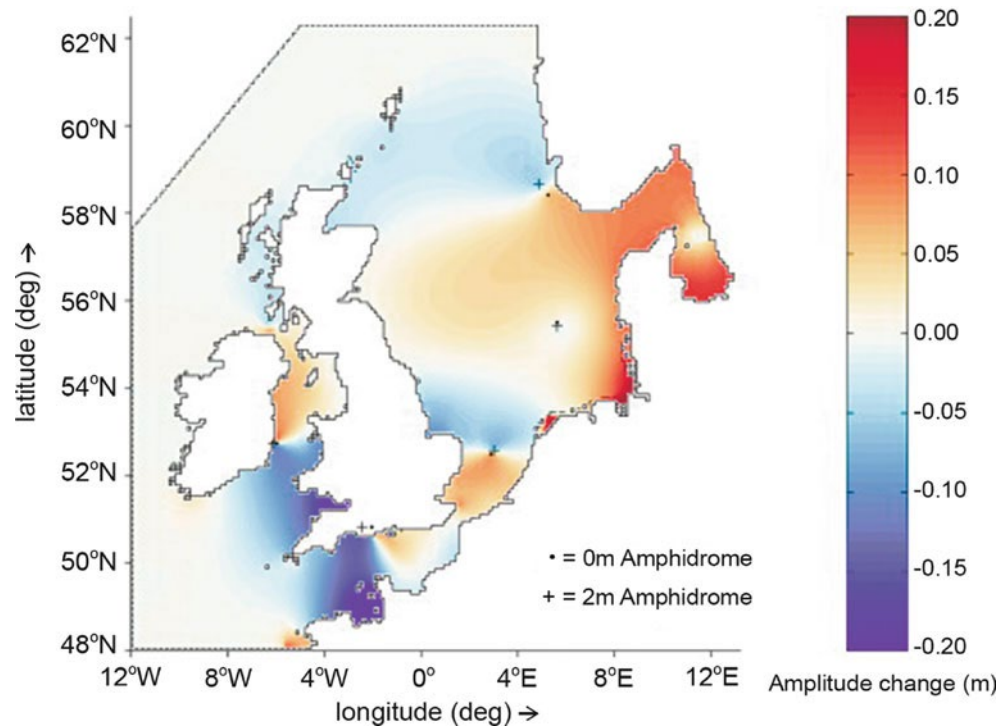 62°N
60°N
58°N
56°N
54°N
52°N
50°N
48°N
latitude (deg) →
12°W 8°W 4°W 0° 4°E 8°E 12°E
longitude (deg) →
• = 0m Amphidrome
+ = 2m Amphidrome
0.20
0.15
0.10
0.05
0.00
-0.05
-0.10
-0.15
-0.20
Amplitude change (m)